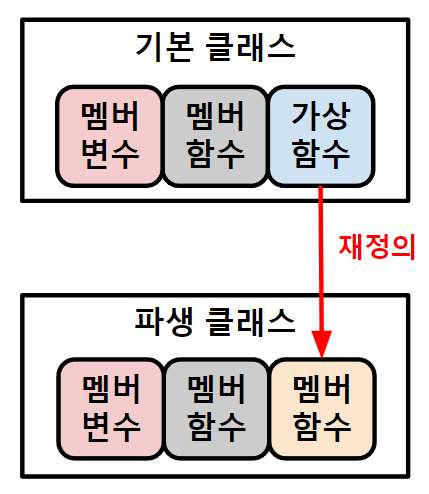 기본 클래스
멤버 멤버 가상
변수 함수 함수
재정의
파생 클래스
멤버 멤버 멤버
변수 함수 함수